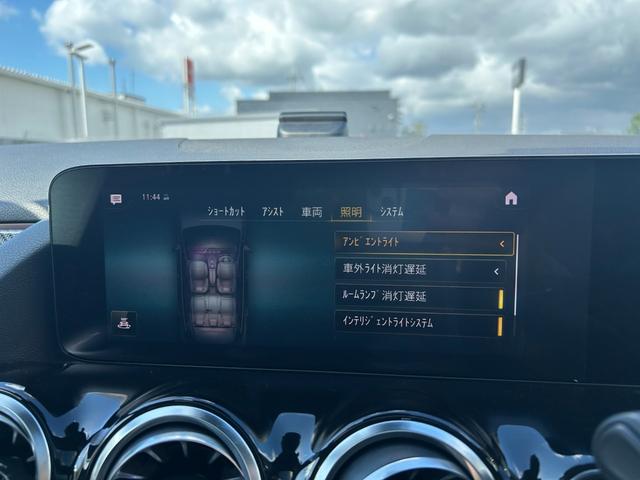 11:44
ショートカット アシスト 車両 照明 システム
アンビエントライト
車外ライト消灯遅延
ルームランプ消灯遅延
インテリジェントライトシステム